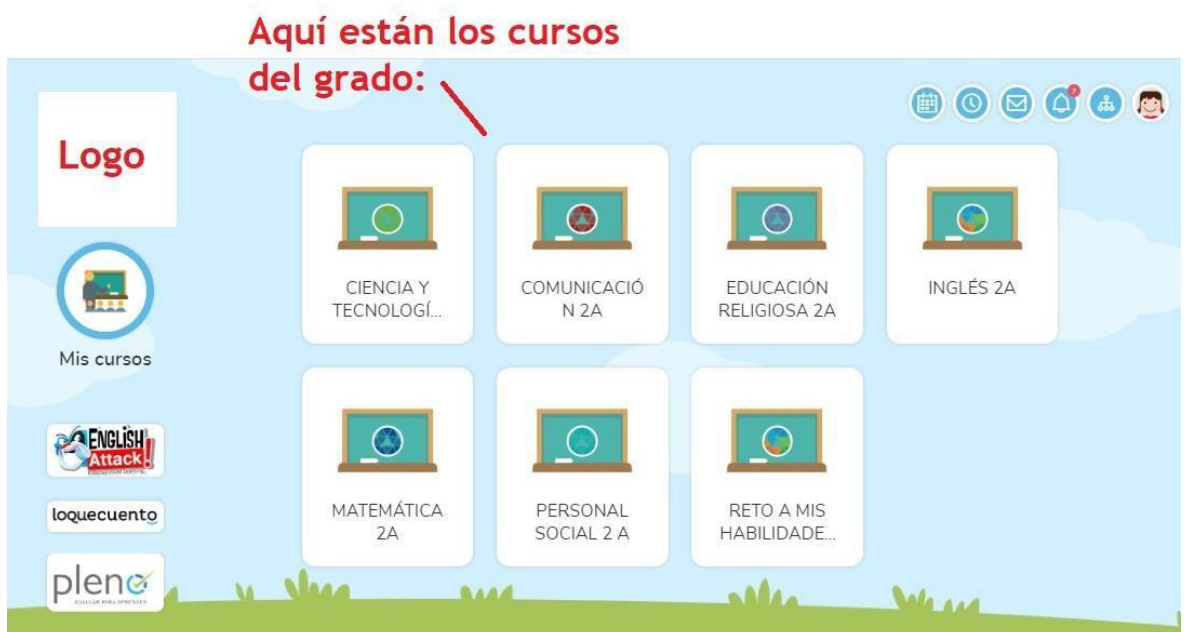 Aquí están los cursos
del grado:
7
Logo
CIENCIA Y
TECNOLOGÍ...
COMUNICACIÓ
N 2A
EDUCACIÓN
RELIGIOSA 2A
INGLÉS 2A
Mis cursos
ENGLISH
Attack!
loquecuento
pleno
MATEMÁTICA
2A
PERSONAL
SOCIAL 2 A
RETO A MIS
HABILIDADE...